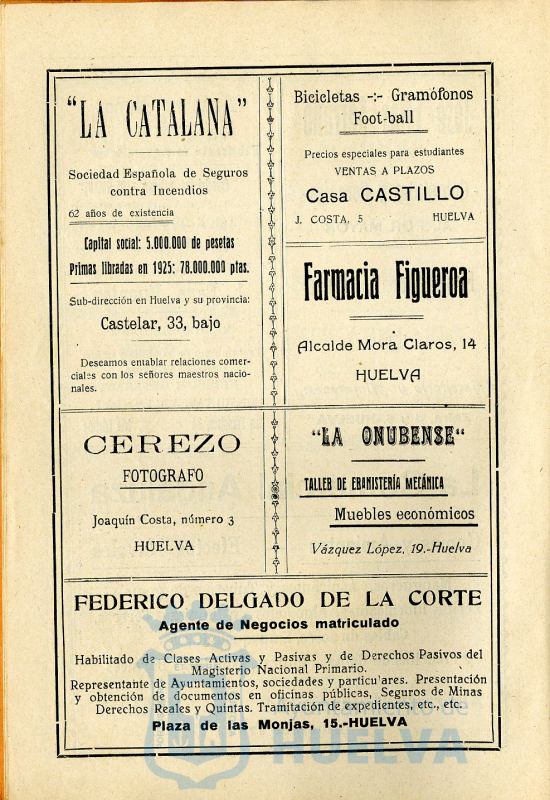 "LA CATALANA"
Sociedad Española de Seguros
contra Incendios
62 años de existencia
Capital social: 5.000.000 de pesetas
Primas libradas en 1925: 78.000.000 ptas.
Sub-dirección en Huelva y su provincia:
Castelar, 33, bajo
Deseamos entablar relaciones comer-
ciales con los señores maestros nacio-
nales.
Bicicletas -:- Gramófonos
Foot-ball
Precios especiales para estudiantes
VENTAS A PLAZOS
Casa CASTILLO
J. COSTA, 5 HUELVA
Farmacia Figueroa
Alcalde Mora Claros, 14
HUELVA
CEREZO
FOTOGRAFO
Joaquín Costa, número 3
HUELVA
"LA ONUBENSE"
TALLER DE EBANISTERÍA MECÁNICA
Muebles económicos
Vázquez López, 19.-Huelva
FEDERICO DELGADO DE LA CORTE
Agente de Negocios matriculado
Habilitado de Clases Activas y Pasivas y de Derechos Pasivos del
Magisterio Nacional Primario.
Representante de Ayuntamientos, sociedades y particulares. Presentación
y obtención de documentos en oficinas públicas, Seguros de Minas
Derechos Reales y Quintas. Tramitación de expedientes, etc., etc.
Plaza de las Monjas, 15.-HUELVA
de
HUELVA